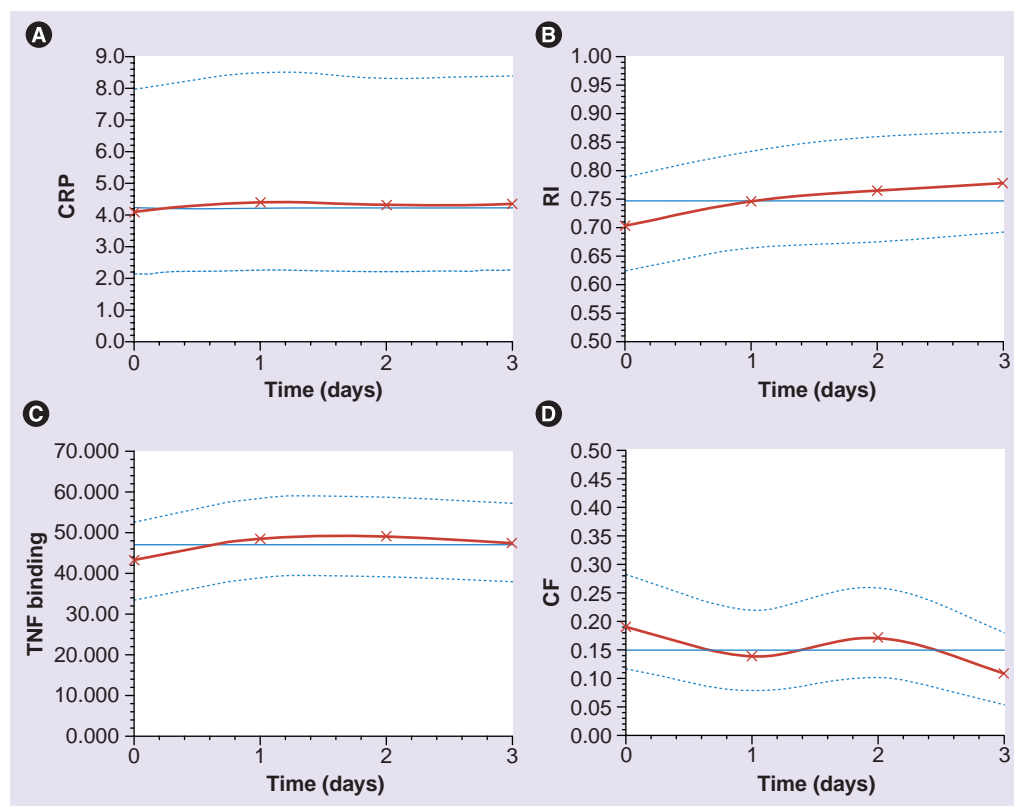 A
9.0
8.0
7.0
6.0
5.0
4.0
3.0
2.0
1.0
0.0
CRP
0 1 2 3
Time (days)
B
1.00
0.95
0.90
0.85
0.80
0.75
0.70
0.65
0.60
0.55
0.50
RI
0 1 2 3
Time (days)
C
70.000
60.000
50.000
40.000
30.00
20.000
10.000
0.000
TNF binding
0 1 2 3
Time (days)
D
0.50
0.45
0.40
0.35
0.30
0.25
0.20
0.15
0.10
0.05
0.00
CF
0 1 2 3
Time (days)